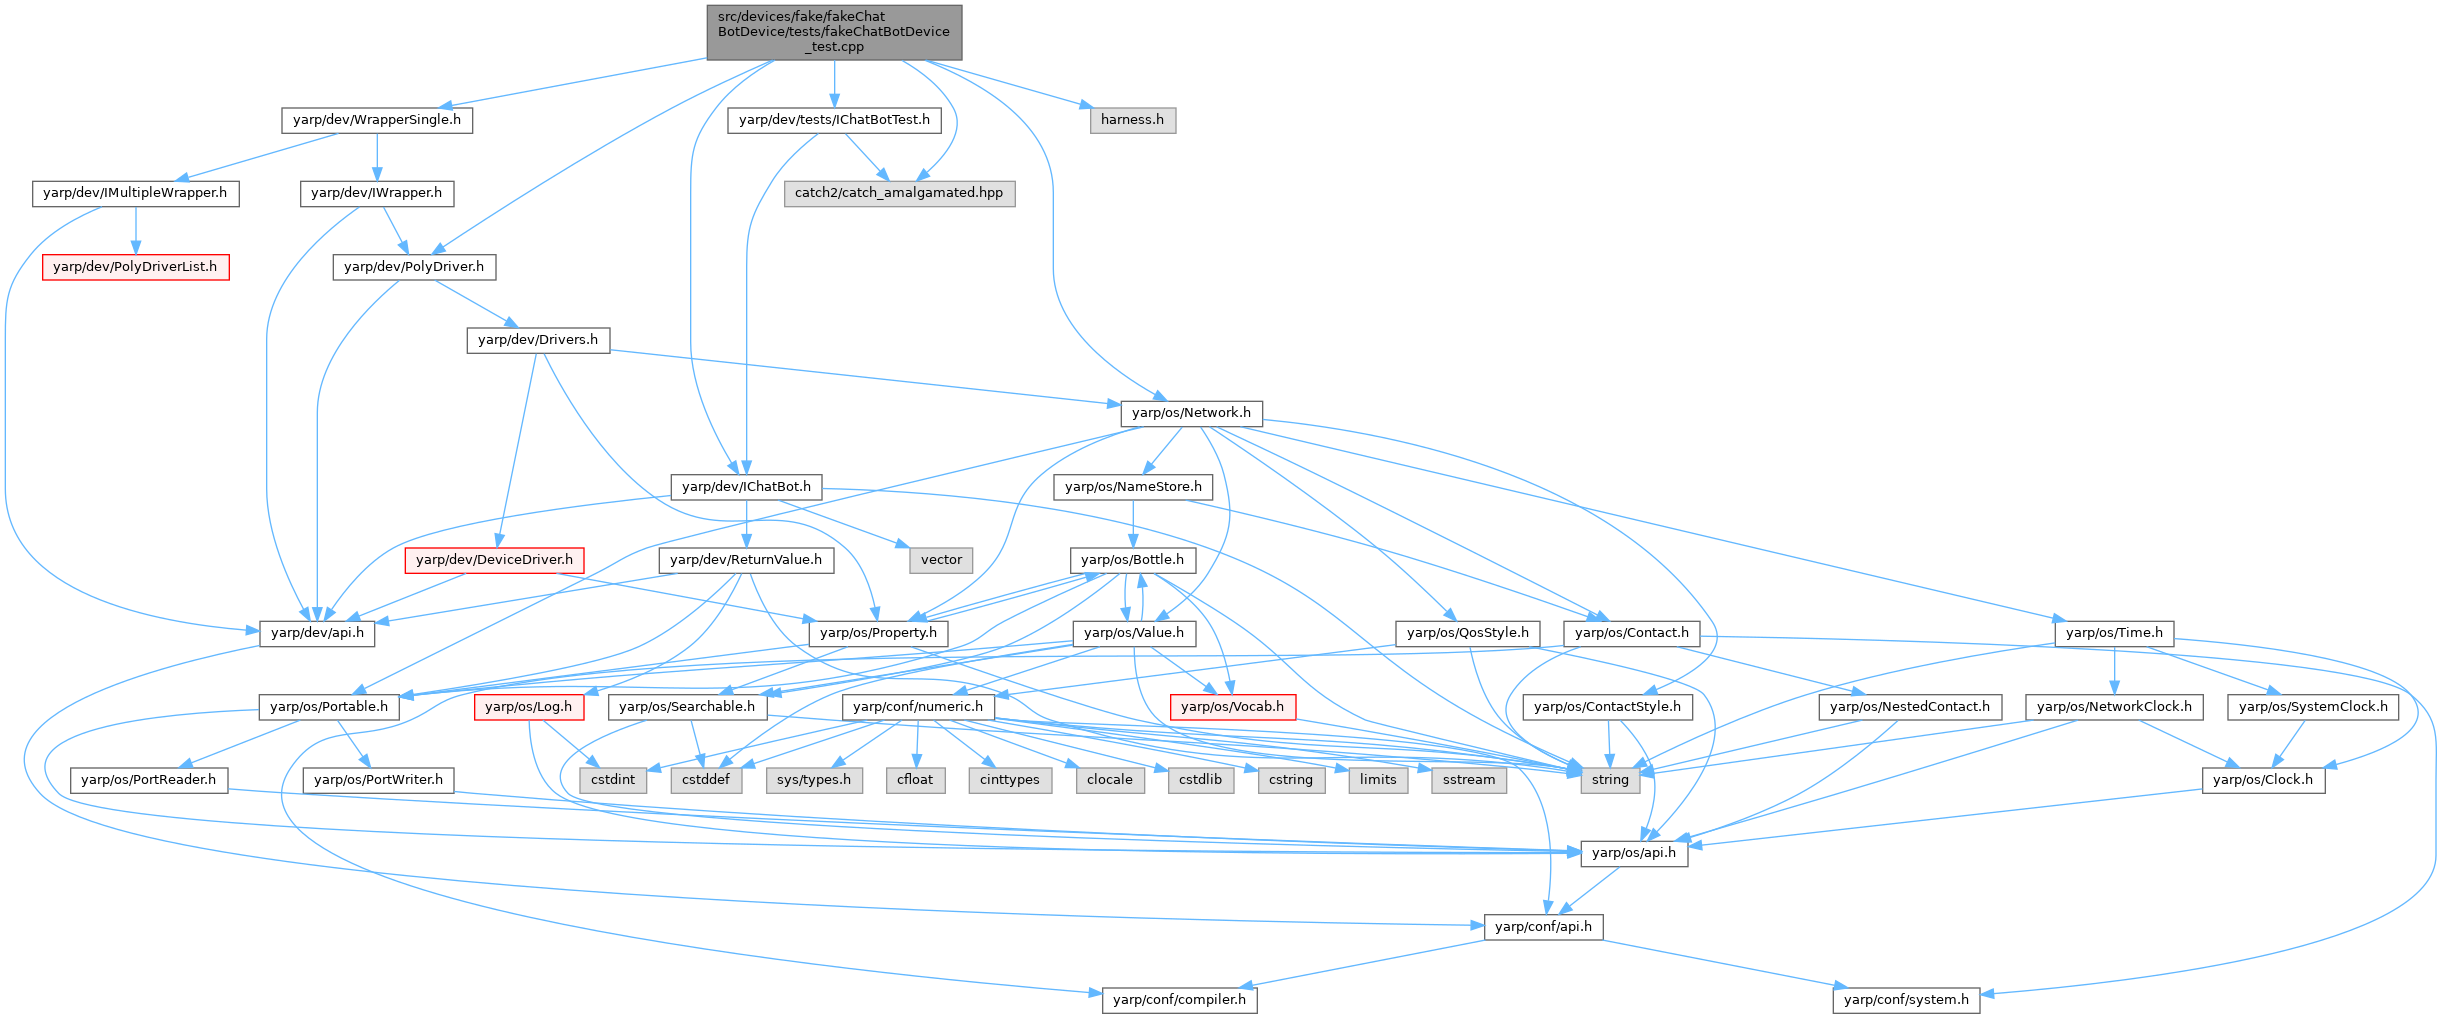 src/devices/fake/fakeChat
BotDevice/tests/fakeChatBotDevice
_test.cpp
yarp/dev/WrapperSingle.h
yarp/dev/tests/IChatBotTest.h
harness.h
yarp/dev/IMultipleWrapper.h
yarp/dev/IWrapper.h
catch2/catch_amalgamated.hpp
yarp/dev/PolyDriverList.h
yarp/dev/PolyDriver.h
yarp/dev/Drivers.h
yarp/os/Network.h
yarp/dev/IChatBot.h
yarp/os/NameStore.h
yarp/dev/DeviceDriver.h
yarp/dev/ReturnValue.h
vector
yarp/os/Bottle.h
yarp/dev/api.h
yarp/os/Property.h
yarp/os/Value.h
yarp/os/QosStyle.h
yarp/os/Contact.h
yarp/os/Time.h
yarp/os/Portable.h
yarp/os/Log.h
yarp/os/Searchable.h
yarp/conf/numeric.h
yarp/os/Vocab.h
yarp/os/ContactStyle.h
yarp/os/NestedContact.h
yarp/os/NetworkClock.h
yarp/os/SystemClock.h
yarp/os/PortReader.h
yarp/os/PortWriter.h
cstdint
cstddef
sys/types.h
cfloat
cinttypes
clocale
cstdlib
cstring
limits
sstream
string
yarp/os/Clock.h
yarp/os/api.h
yarp/conf/api.h
yarp/conf/compiler.h
yarp/conf/system.h